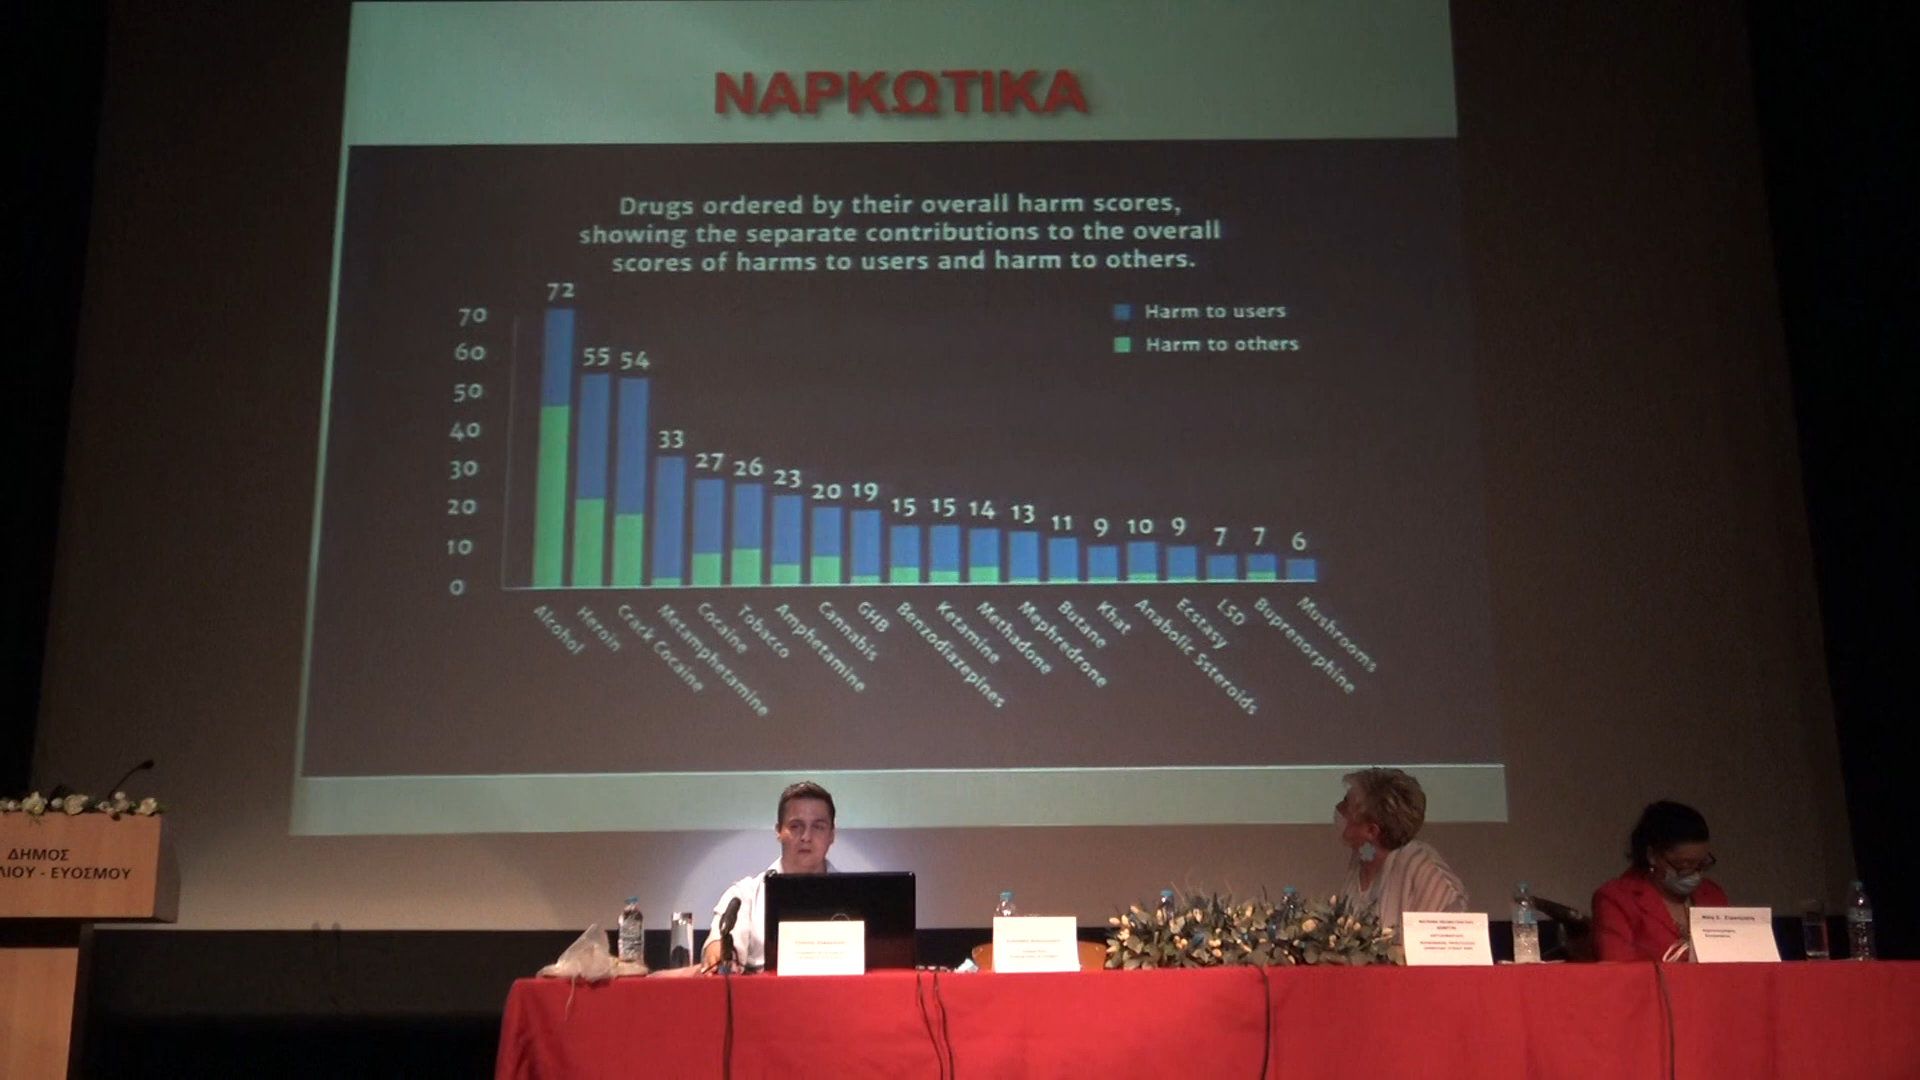 ΝΑΡΚΩΤΙΚΑ
Drugs ordered by their overall harm scores,
showing the separate contributions to the overall
scores of harms to users and harm to others.
Harm to users
Harm to others
70
60
50
40
30
20
10
0
72
55
54
33
27
26
23
20
19
15
15
14
13
11
9
10
9
7
7
6
Alcohol
Heroin
Crack Cocaine
Metamphetamine
Cocaine
Tobacco
Amphetamine
Cannabis
GHB
Benzodiazepines
Ketamine
Methadone
Mephredrone
Butane
Khat
Anabolic Ssteroids
Ecstasy
LSD
Buprenorphine
Mushrooms
ΔΗΜΟΣ
ΛΙΟΥ - ΕΥΟΣΜΟΥ